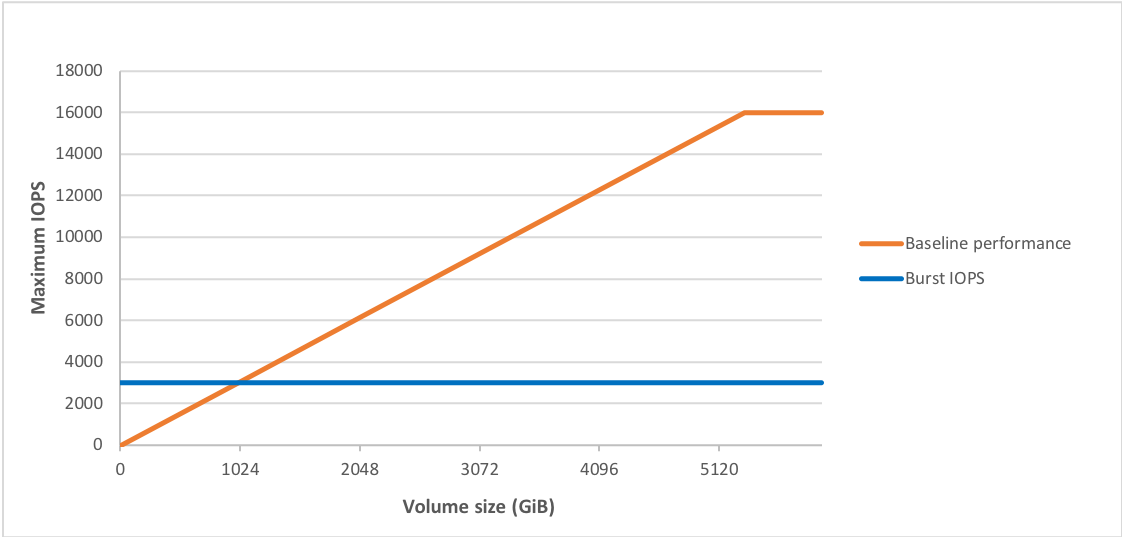 Maximum IOPS
18000
16000
14000
12000
10000
8000
6000
4000
2000
0
0 1024 2048 3072 4096 5120
Volume size (GiB)
Baseline performance
Burst IOPS